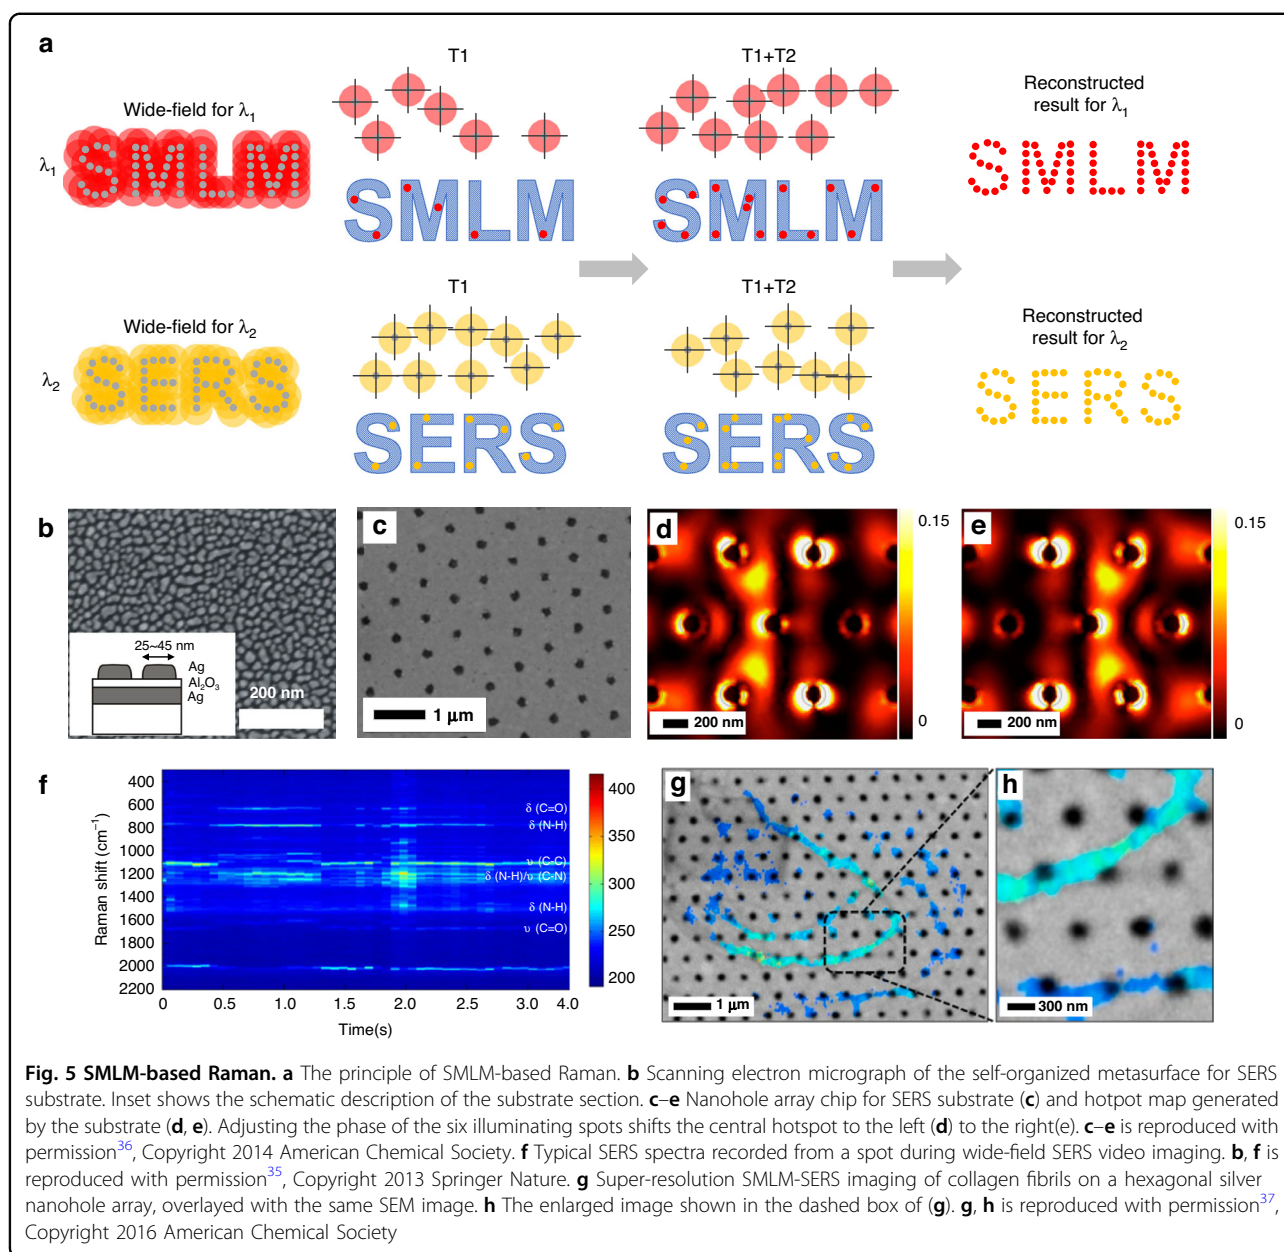 a
T1
T1+T2
Wide-field for λ1
Reconstructed
result for λ1
λ1
SMLM
SMLM
SMLM
SMLM
T1
T1+T2
Wide-field for λ2
Reconstructed
result for λ2
λ2
SERS
SERS
SERS
SERS
b
25~45 nm
Ag
Al2O3
Ag
200 nm
c
1 μm
d
0.15
0
200 nm
e
0.15
0
200 nm
f
400
600
800
1000
1200
1400
1600
1800
2000
2200
Raman shift (cm−1)
0 0.5 1.0 1.5 2.0 2.5 3.0 3.5 4.0
Time(s)
δ (C=O)
δ (N-H)
υ (C-C)
δ (N-H)/υ (C-N)
δ (N-H)
υ (C=O)
400
350
300
250
200
g
1 μm
h
300 nm
Fig. 5 SMLM-based Raman. a The principle of SMLM-based Raman. b Scanning electron micrograph of the self-organized metasurface for SERS
substrate. Inset shows the schematic description of the substrate section. c–e Nanohole array chip for SERS substrate (c) and hotpot map generated
by the substrate (d, e). Adjusting the phase of the six illuminating spots shifts the central hotspot to the left (d) to the right(e). c–e is reproduced with
permission36, Copyright 2014 American Chemical Society. f Typical SERS spectra recorded from a spot during wide-field SERS video imaging. b, f is
reproduced with permission35, Copyright 2013 Springer Nature. g Super-resolution SMLM-SERS imaging of collagen fibrils on a hexagonal silver
nanohole array, overlayed with the same SEM image. h The enlarged image shown in the dashed box of (g). g, h is reproduced with permission37,
Copyright 2016 American Chemical Society